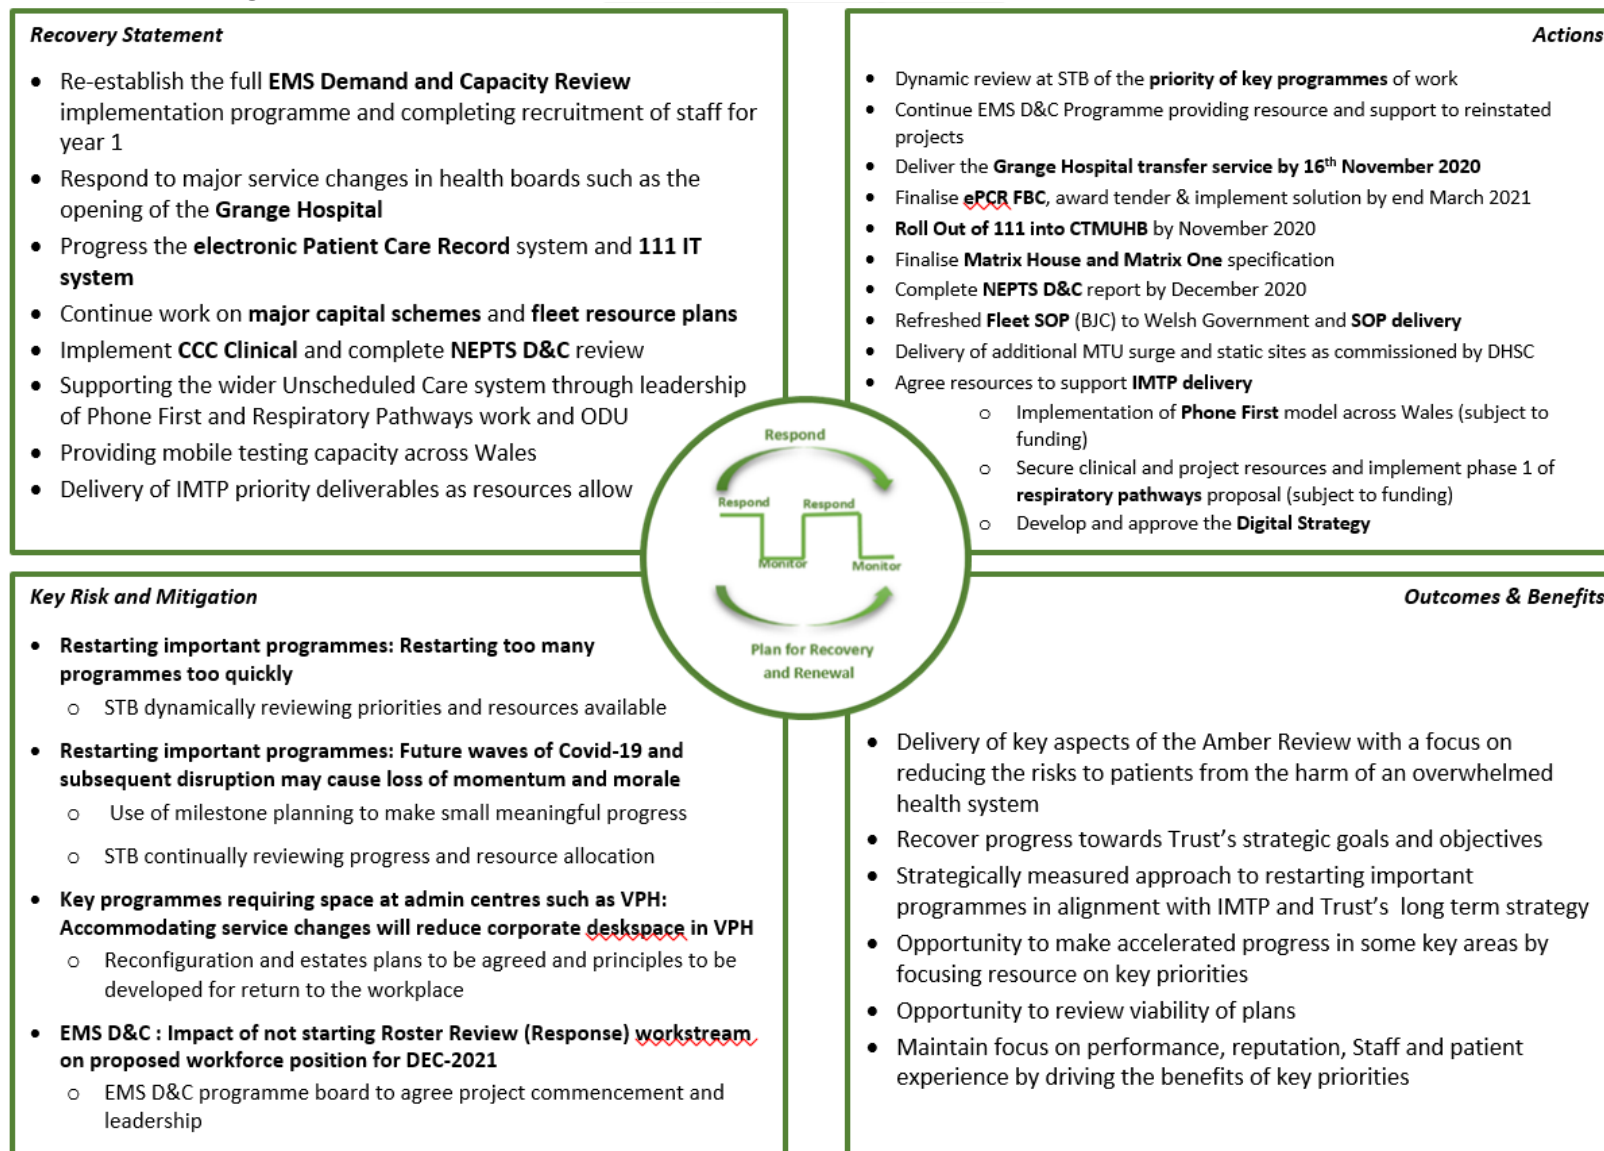 Recovery Statement
• Re-establish the full EMS Demand and Capacity Review
implementation programme and completing recruitment of staff for
year 1
• Respond to major service changes in health boards such as the
opening of the Grange Hospital
• Progress the electronic Patient Care Record system and 111 IT
system
• Continue work on major capital schemes and fleet resource plans
• Implement CCC Clinical and complete NEPTS D&C review
• Supporting the wider Unscheduled Care system through leadership
of Phone First and Respiratory Pathways work and ODU
• Providing mobile testing capacity across Wales
• Delivery of IMTP priority deliverables as resources allow
Actions
• Dynamic review at STB of the priority of key programmes of work
• Continue EMS D&C Programme providing resource and support to reinstated
projects
• Deliver the Grange Hospital transfer service by 16th November 2020
• Finalise ePCR FBC, award tender & implement solution by end March 2021
• Roll Out of 111 into CTMUHB by November 2020
• Finalise Matrix House and Matrix One specification
• Complete NEPTS D&C report by December 2020
• Refreshed Fleet SOP (BJC) to Welsh Government and SOP delivery
• Delivery of additional MTU surge and static sites as commissioned by DHSC
• Agree resources to support IMTP delivery
o Implementation of Phone First model across Wales (subject to
funding)
o Secure clinical and project resources and implement phase 1 of
respiratory pathways proposal (subject to funding)
o Develop and approve the Digital Strategy
Respond
Respond Respond
Monitor Monitor
Plan for Recovery
and Renewal
Key Risk and Mitigation
• Restarting important programmes: Restarting too many
programmes too quickly
o STB dynamically reviewing priorities and resources available
• Restarting important programmes: Future waves of Covid-19 and
subsequent disruption may cause loss of momentum and morale
o Use of milestone planning to make small meaningful progress
o STB continually reviewing progress and resource allocation
• Key programmes requiring space at admin centres such as VPH:
Accommodating service changes will reduce corporate deskspace in VPH
o Reconfiguration and estates plans to be agreed and principles to be
developed for return to the workplace
• EMS D&C : Impact of not starting Roster Review (Response) workstream
on proposed workforce position for DEC-2021
o EMS D&C programme board to agree project commencement and
leadership
Outcomes & Benefits
• Delivery of key aspects of the Amber Review with a focus on
reducing the risks to patients from the harm of an overwhelmed
health system
• Recover progress towards Trust's strategic goals and objectives
• Strategically measured approach to restarting important
programmes in alignment with IMTP and Trust's long term strategy
• Opportunity to make accelerated progress in some key areas by
focusing resource on key priorities
• Opportunity to review viability of plans
• Maintain focus on performance, reputation, Staff and patient
experience by driving the benefits of key priorities